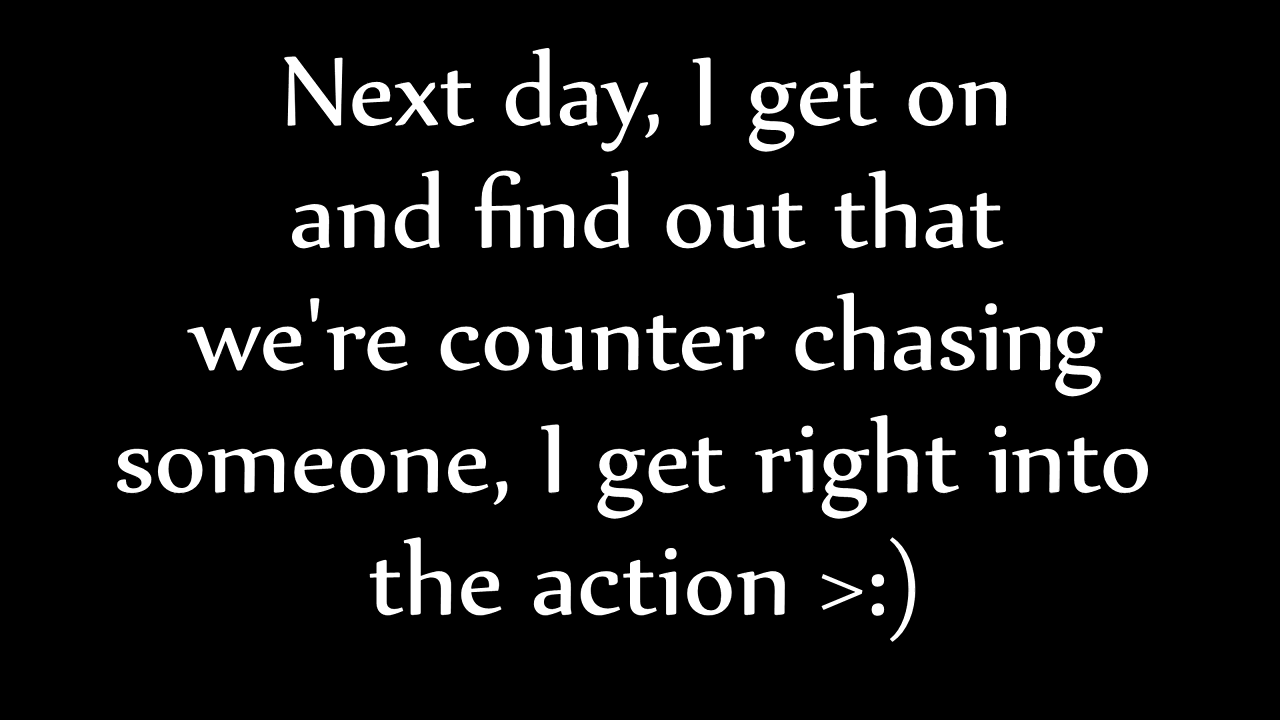 Next day, I get on
and find out that
we're counter chasing
someone, I get right into
the action >:)